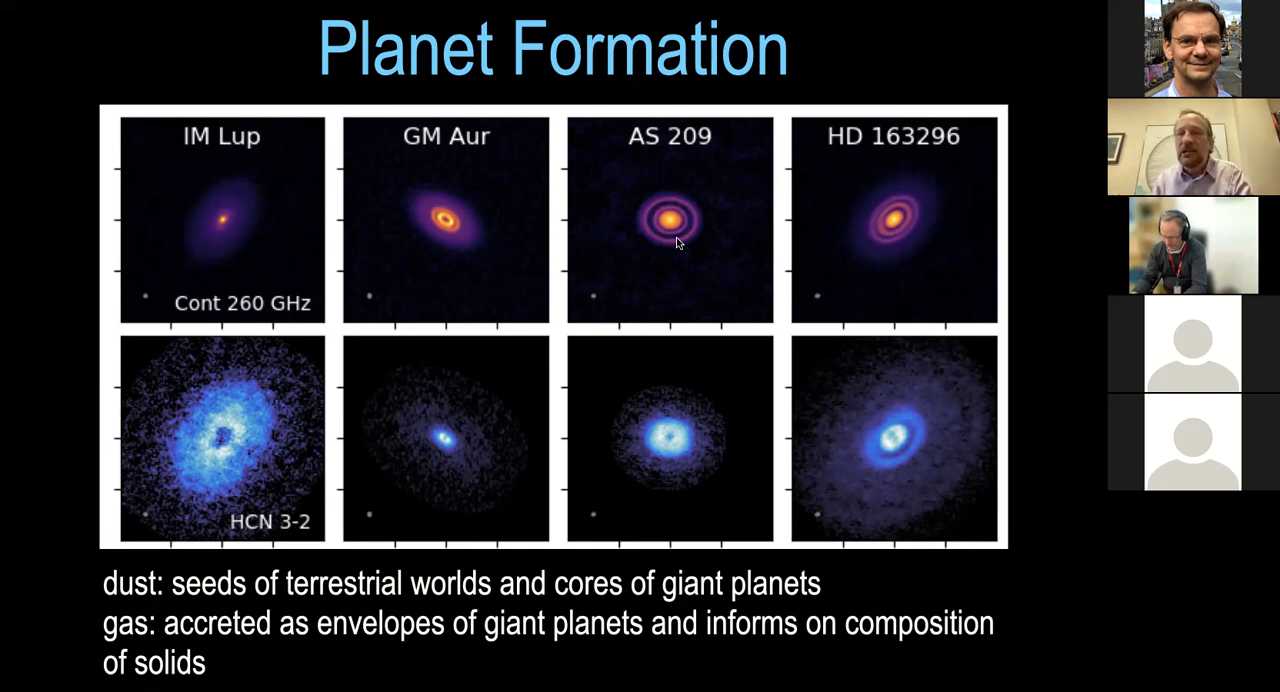 Planet Formation
IM Lup
GM Aur
AS 209
HD 163296
Cont 260 GHz
HCN 3-2
dust: seeds of terrestrial worlds and cores of giant planets
gas: accreted as envelopes of giant planets and informs on composition
of solids